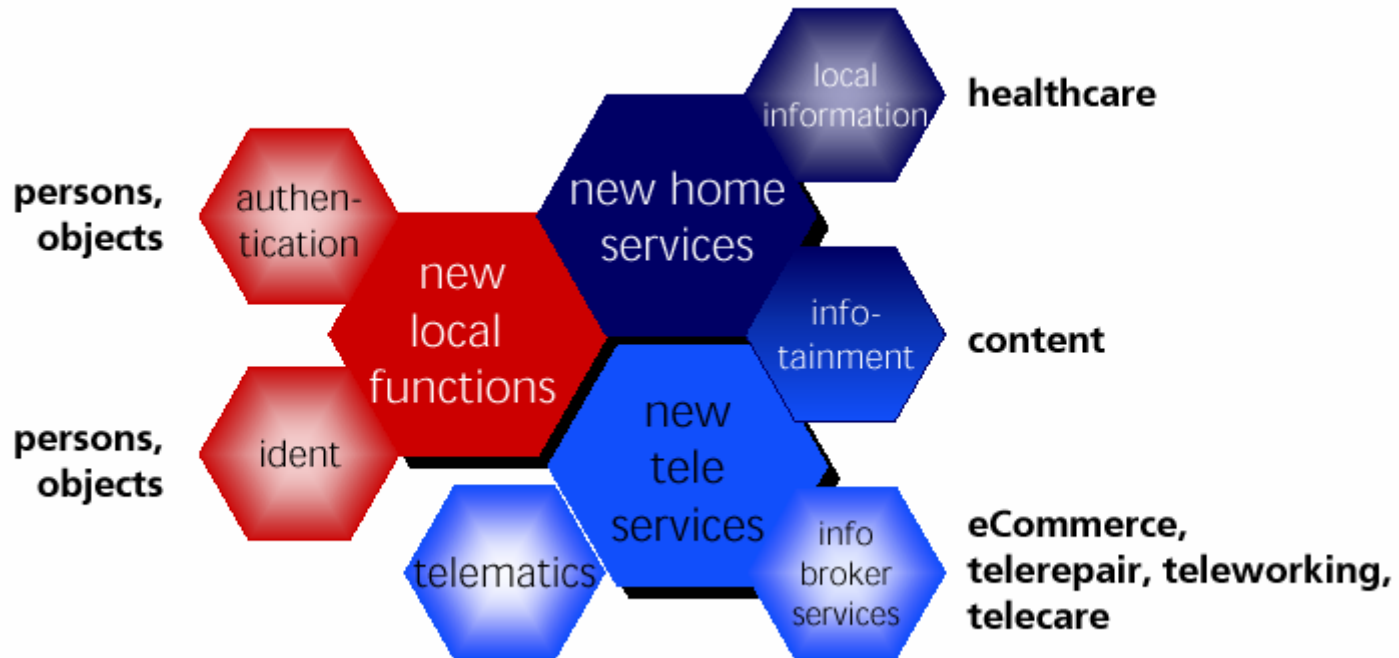 local
information
healthcare
persons,
objects
authen-
tication
new home
services
new
local
functions
info-
tainment
content
persons,
objects
ident
new
tele
services
telematics
info
broker
services
eCommerce,
telerepair, teleworking,
telecare